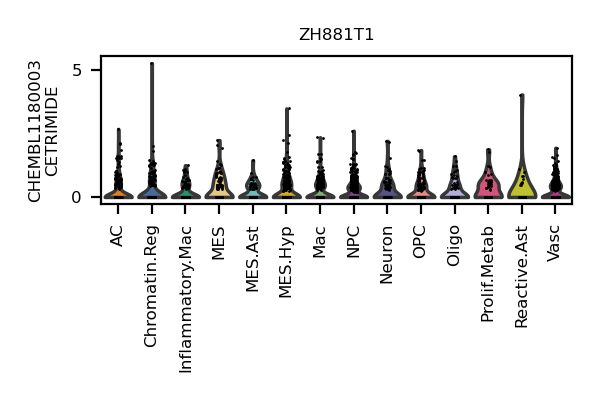 ZH881T1
CHEMBL1180003
CETRIMIDE
5
0
AC
Chromatin.Reg
Inflammatory.Mac
MES
MES.Ast
MES.Hyp
Mac
NPC
Neuron
OPC
Oligo
Prolif.Metab
Reactive.Ast
Vasc